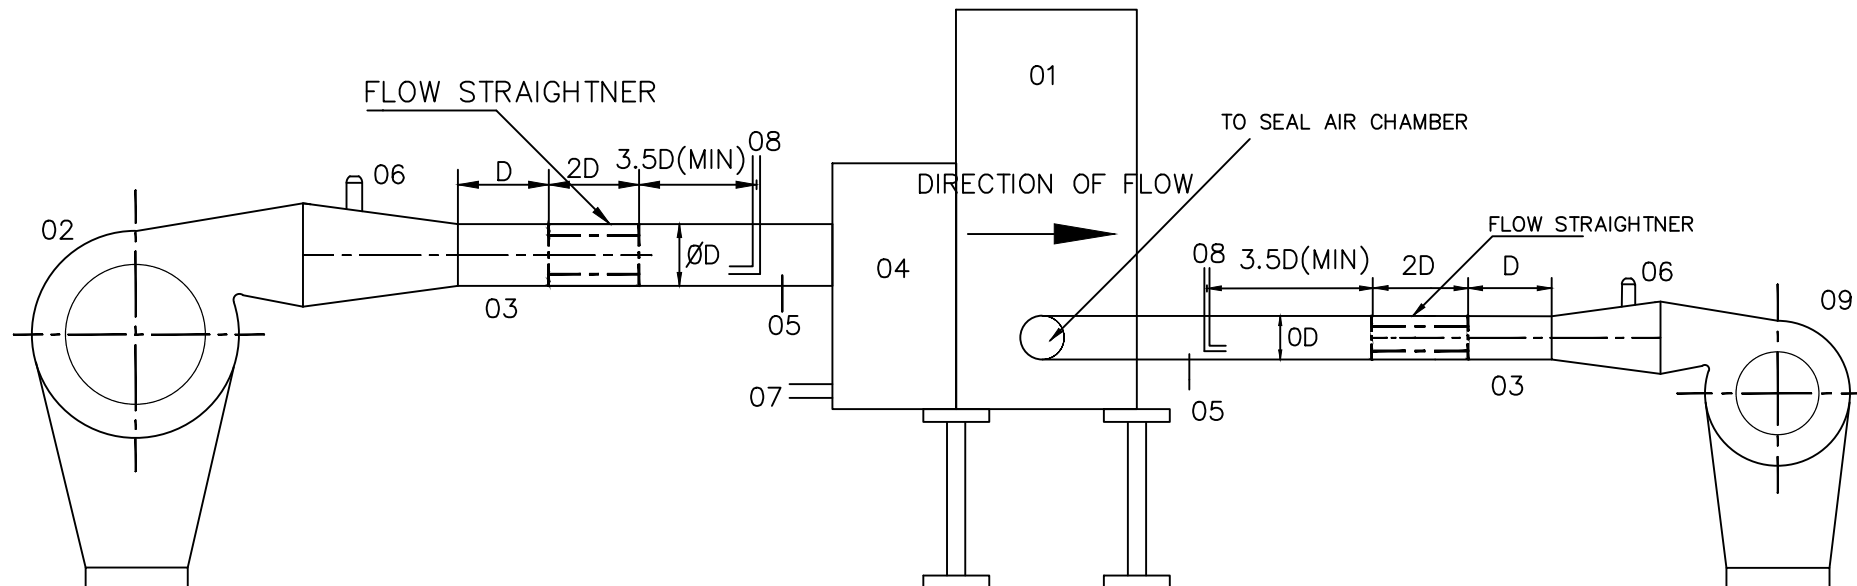 01
FLOW STRAIGHTNER
TO SEAL AIR CHAMBER
08
3.5D(MIN)
2D
D
06
DIRECTION OF FLOW
02
FLOW STRAIGHTNER
ØD
04
08
3.5D(MIN)
2D
D
06
09
03
05
0D
07
05
03